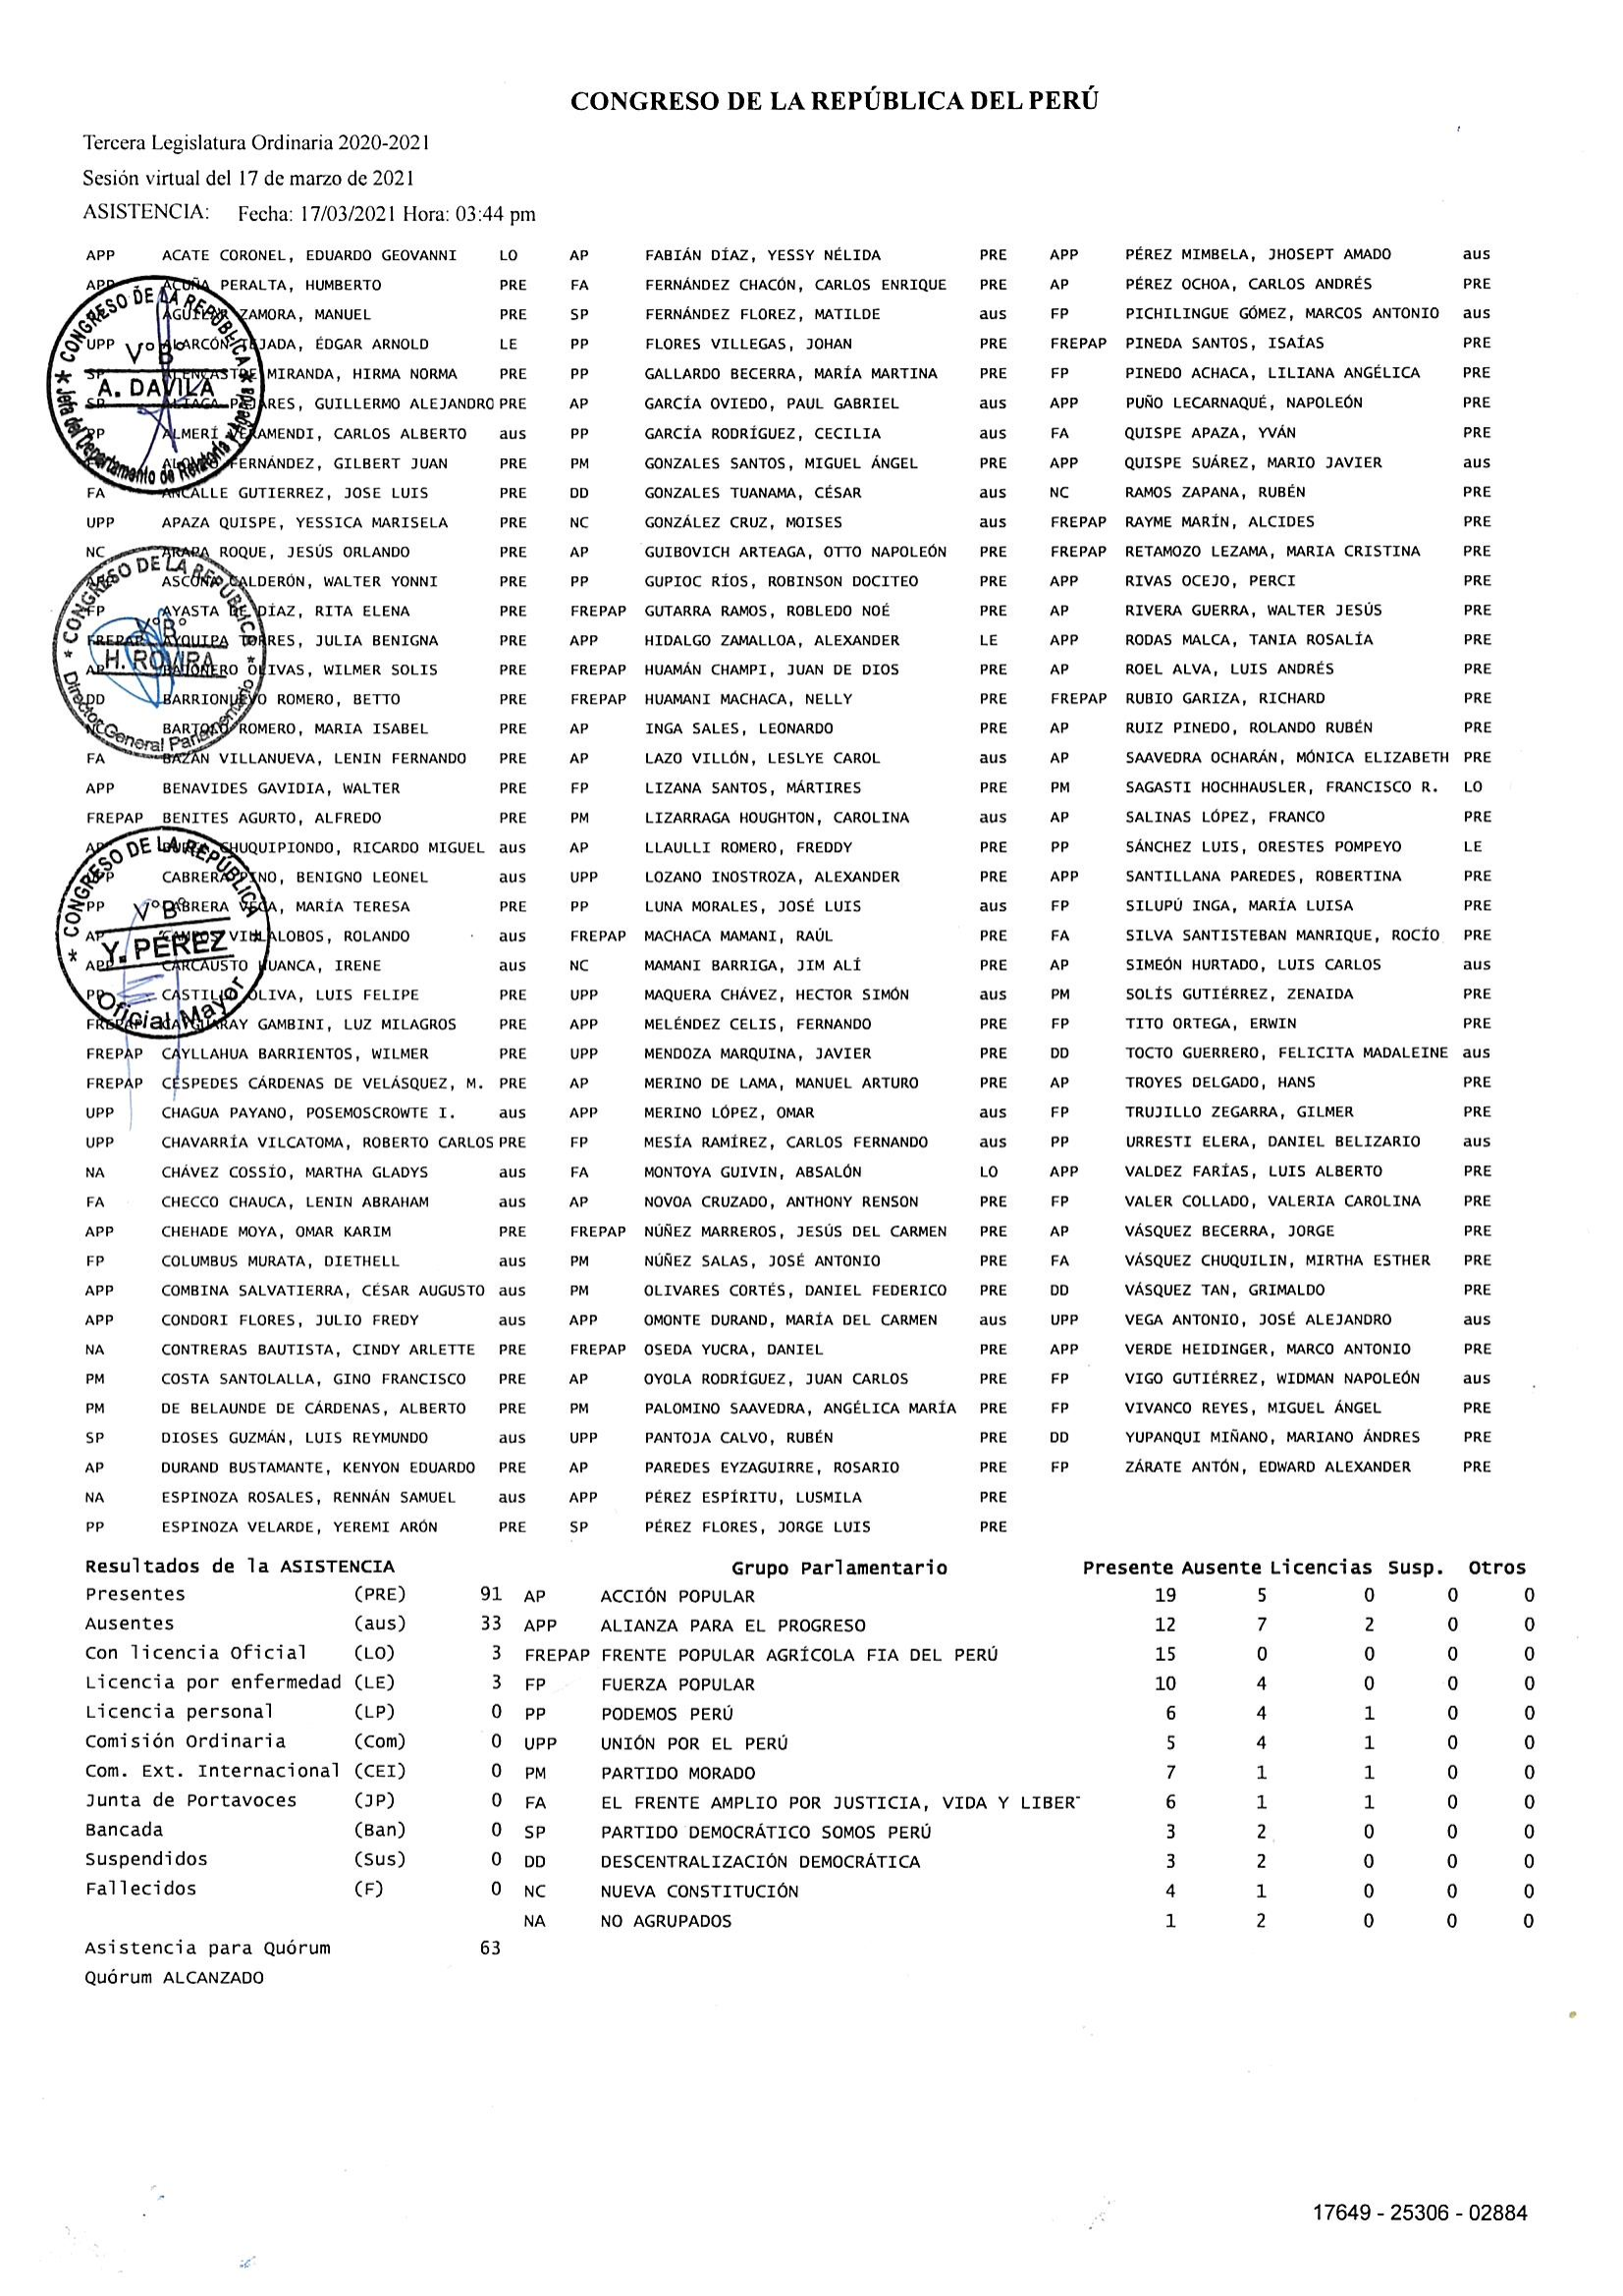 CONGRESO DE LA REPÚBLICA DEL PERÚ
Tercera Legislatura Ordinaria 2020-2021
Sesión virtual del 17 de marzo de 2021
ASISTENCIA: Fecha: 17/03/2021 Hora: 03:44 pm
APP ACATE CORONEL, EDUARDO GEOVANNI LO AP FABIÁN DÍAZ, YESSY NÉLIDA PRE APP PÉREZ MIMBELA, JHOSEPT AMADO aus
APP ACUÑA PERALTA, HUMBERTO PRE FA FERNÁNDEZ CHACÓN, CARLOS ENRIQUE PRE AP PÉREZ OCHOA, CARLOS ANDRÉS PRE
AGUILAR ZAMORA, MANUEL PRE SP FERNÁNDEZ FLOREZ, MATILDE aus FP PICHILINGUE GÓMEZ, MARCOS ANTONIO aus
UPP ALARCÓN TEJADA, ÉDGAR ARNOLD LE PP FLORES VILLEGAS, JOHAN PRE FREPAP PINEDA SANTOS, ISAÍAS PRE
SP ALENCASTRE MIRANDA, HIRMA NORMA PRE PP GALLARDO BECERRA, MARÍA MARTINA PRE FP PINEDO ACHACA, LILIANA ANGÉLICA PRE
SP ALIAGA PAJARES, GUILLERMO ALEJANDRO PRE AP GARCÍA OVIEDO, PAUL GABRIEL aus APP PUÑO LECARNAQUÉ, NAPOLEÓN PRE
PP ALMERÍ VERAMENDI, CARLOS ALBERTO aus PP GARCÍA RODRÍGUEZ, CECILIA aus FA QUISPE APAZA, YVÁN PRE
ALONZO FERNÁNDEZ, GILBERT JUAN PRE PM GONZALES SANTOS, MIGUEL ÁNGEL PRE APP QUISPE SUÁREZ, MARIO JAVIER aus
FA ANCALLE GUTIERREZ, JOSE LUIS PRE DD GONZALES TUANAMA, CÉSAR aus NC RAMOS ZAPANA, RUBÉN PRE
UPP APAZA QUISPE, YESSICA MARISELA PRE NC GONZÁLEZ CRUZ, MOISES aus FREPAP RAYME MARÍN, ALCIDES PRE
NC ARAPA ROQUE, JESÚS ORLANDO PRE AP GUIBOVICH ARTEAGA, OTTO NAPOLEÓN PRE FREPAP RETAMOZO LEZAMA, MARIA CRISTINA PRE
ASCONA CALDERÓN, WALTER YONNI PRE PP GUPIOC RÍOS, ROBINSON DOCITEO PRE APP RIVAS OCEJO, PERCI PRE
FP AYASTA DE DÍAZ, RITA ELENA PRE FREPAP GUTARRA RAMOS, ROBLEDO NOÉ PRE AP RIVERA GUERRA, WALTER JESÚS PRE
FREPAP AYQUIPA TORRES, JULIA BENIGNA PRE APP HIDALGO ZAMALLOA, ALEXANDER LE APP RODAS MALCA, TANIA ROSALÍA PRE
AP BAJONERO OLIVAS, WILMER SOLIS PRE FREPAP HUAMÁN CHAMPI, JUAN DE DIOS PRE AP ROEL ALVA, LUIS ANDRÉS PRE
DD BARRIONUEVO ROMERO, BETTO PRE FREPAP HUAMANI MACHACA, NELLY PRE FREPAP RUBIO GARIZA, RICHARD PRE
NC BARTOLO ROMERO, MARIA ISABEL PRE AP INGA SALES, LEONARDO PRE AP RUIZ PINEDO, ROLANDO RUBÉN PRE
FA BAZÁN VILLANUEVA, LENIN FERNANDO PRE AP LAZO VILLÓN, LESLYE CAROL aus AP SAAVEDRA OCHARÁN, MÓNICA ELIZABETH PRE
APP BENAVIDES GAVIDIA, WALTER PRE FP LIZANA SANTOS, MÁRTIRES PRE PM SAGASTI HOCHHAUSLER, FRANCISCO R. LO
FREPAP BENITES AGURTO, ALFREDO PRE PM LIZARRAGA HOUGHTON, CAROLINA aus AP SALINAS LÓPEZ, FRANCO PRE
AP BURGA CHUQUIPIONDO, RICARDO MIGUEL aus AP LLAULLI ROMERO, FREDDY PRE PP SÁNCHEZ LUIS, ORESTES POMPEYO LE
CABRERA PINO, BENIGNO LEONEL aus UPP LOZANO INOSTROZA, ALEXANDER PRE APP SANTILLANA PAREDES, ROBERTINA PRE
PP CABRERA VEGA, MARÍA TERESA PRE PP LUNA MORALES, JOSÉ LUIS aus FP SILUPÚ INGA, MARÍA LUISA PRE
AP CAMPOS VILLALOBOS, ROLANDO aus FREPAP MACHACA MAMANI, RAÚL PRE FA SILVA SANTISTEBAN MANRIQUE, ROCÍO PRE
APP CARCAUSTO HUANCA, IRENE aus NC MAMANI BARRIGA, JIM ALÍ PRE AP SIMEÓN HURTADO, LUIS CARLOS aus
PP CASTILLO OLIVA, LUIS FELIPE PRE UPP MAQUERA CHÁVEZ, HECTOR SIMÓN aus PM SOLÍS GUTIÉRREZ, ZENAIDA PRE
FREPAP CAYGUARAY GAMBINI, LUZ MILAGROS PRE APP MELÉNDEZ CELIS, FERNANDO PRE FP TITO ORTEGA, ERWIN PRE
FREPAP CAYLLAHUA BARRIENTOS, WILMER PRE UPP MENDOZA MARQUINA, JAVIER PRE DD TOCTO GUERRERO, FELICITA MADALEINE aus
FREPAP CÉSPEDES CÁRDENAS DE VELÁSQUEZ, M. PRE AP MERINO DE LAMA, MANUEL ARTURO PRE AP TROYES DELGADO, HANS PRE
UPP CHAGUA PAYANO, POSEMOSCROWTE I. aus APP MERINO LÓPEZ, OMAR aus FP TRUJILLO ZEGARRA, GILMER PRE
UPP CHAVARRÍA VILCATOMA, ROBERTO CARLOS PRE FP MESÍA RAMÍREZ, CARLOS FERNANDO aus PP URRESTI ELERA, DANIEL BELIZARIO aus
NA CHÁVEZ COSSÍO, MARTHA GLADYS aus FA MONTOYA GUIVIN, ABSALÓN LO APP VALDEZ FARÍAS, LUIS ALBERTO PRE
FA CHECCO CHAUCA, LENIN ABRAHAM aus AP NOVOA CRUZADO, ANTHONY RENSON PRE FP VALER COLLADO, VALERIA CAROLINA PRE
APP CHEHADE MOYA, OMAR KARIM PRE FREPAP NÚÑEZ MARREROS, JESÚS DEL CARMEN PRE AP VÁSQUEZ BECERRA, JORGE PRE
FP COLUMBUS MURATA, DIETHELL aus PM NÚÑEZ SALAS, JOSÉ ANTONIO PRE FA VÁSQUEZ CHUQUILIN, MIRTHA ESTHER PRE
APP COMBINA SALVATIERRA, CÉSAR AUGUSTO aus PM OLIVARES CORTÉS, DANIEL FEDERICO PRE DD VÁSQUEZ TAN, GRIMALDO PRE
APP CONDORI FLORES, JULIO FREDY aus APP OMONTE DURAND, MARÍA DEL CARMEN aus UPP VEGA ANTONIO, JOSÉ ALEJANDRO aus
NA CONTRERAS BAUTISTA, CINDY ARLETTE PRE FREPAP OSEDA YUCRA, DANIEL PRE APP VERDE HEIDINGER, MARCO ANTONIO PRE
PM COSTA SANTOLALLA, GINO FRANCISCO PRE AP OYOLA RODRÍGUEZ, JUAN CARLOS PRE FP VIGO GUTIÉRREZ, WIDMAN NAPOLEÓN aus
PM DE BELAUNDE DE CÁRDENAS, ALBERTO PRE PM PALOMINO SAAVEDRA, ANGÉLICA MARÍA PRE FP VIVANCO REYES, MIGUEL ÁNGEL PRE
SP DIOSES GUZMÁN, LUIS REYMUNDO aus UPP PANTOJA CALVO, RUBÉN PRE DD YUPANQUI MIÑANO, MARIANO ÁNDRES PRE
AP DURAND BUSTAMANTE, KENYON EDUARDO PRE AP PAREDES EYZAGUIRRE, ROSARIO PRE FP ZÁRATE ANTÓN, EDWARD ALEXANDER PRE
NA ESPINOZA ROSALES, RENNÁN SAMUEL aus APP PÉREZ ESPÍRITU, LUSMILA PRE
PP ESPINOZA VELARDE, YEREMI ARÓN PRE SP PÉREZ FLORES, JORGE LUIS PRE
* CONGRESO DE LA REPÚBLICA *
V°B°
A. DAVILA
Jefa del Departamento de Relatoría y Agenda
* CONGRESO DE LA REPÚBLICA *
V°B°
H. ROVIRA
Director General Parlamentario
* CONGRESO DE LA REPÚBLICA *
V°B°
Y. PÉREZ
Oficial Mayor
Resultados de la ASISTENCIA Grupo Parlamentario Presente Ausente Licencias Susp. Otros
Presentes (PRE) 91 AP ACCIÓN POPULAR 19 5 0 0 0
Ausentes (aus) 33 APP ALIANZA PARA EL PROGRESO 12 7 2 0 0
Con licencia Oficial (LO) 3 FREPAP FRENTE POPULAR AGRÍCOLA FIA DEL PERÚ 15 0 0 0 0
Licencia por enfermedad (LE) 3 FP FUERZA POPULAR 10 4 0 0 0
Licencia personal (LP) 0 PP PODEMOS PERÚ 6 4 1 0 0
Comisión Ordinaria (Com) 0 UPP UNIÓN POR EL PERÚ 5 4 1 0 0
Com. Ext. Internacional (CEI) 0 PM PARTIDO MORADO 7 1 1 0 0
Junta de Portavoces (JP) 0 FA EL FRENTE AMPLIO POR JUSTICIA, VIDA Y LIBER 6 1 1 0 0
Bancada (Ban) 0 SP PARTIDO DEMOCRÁTICO SOMOS PERÚ 3 2 0 0 0
Suspendidos (Sus) 0 DD DESCENTRALIZACIÓN DEMOCRÁTICA 3 2 0 0 0
Fallecidos (F) 0 NC NUEVA CONSTITUCIÓN 4 1 0 0 0
NA NO AGRUPADOS 1 2 0 0 0
Asistencia para Quórum 63
Quórum ALCANZADO
17649 - 25306 - 02884